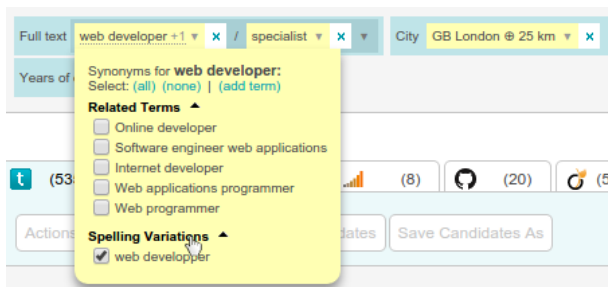 Full text web developer +1 ▾ × / specialist ▾ × ▾ City GB London ⊕ 25 km ▾ ×
Years of
Synonyms for web developer:
Select: (all) (none) | (add term)
Related Terms
Online developer
Software engineer web applications
Internet developer
Web applications programmer
Web programmer
t (53 (8) (20) (5
Actions dates Save Candidates As
Spelling Variations
web developper